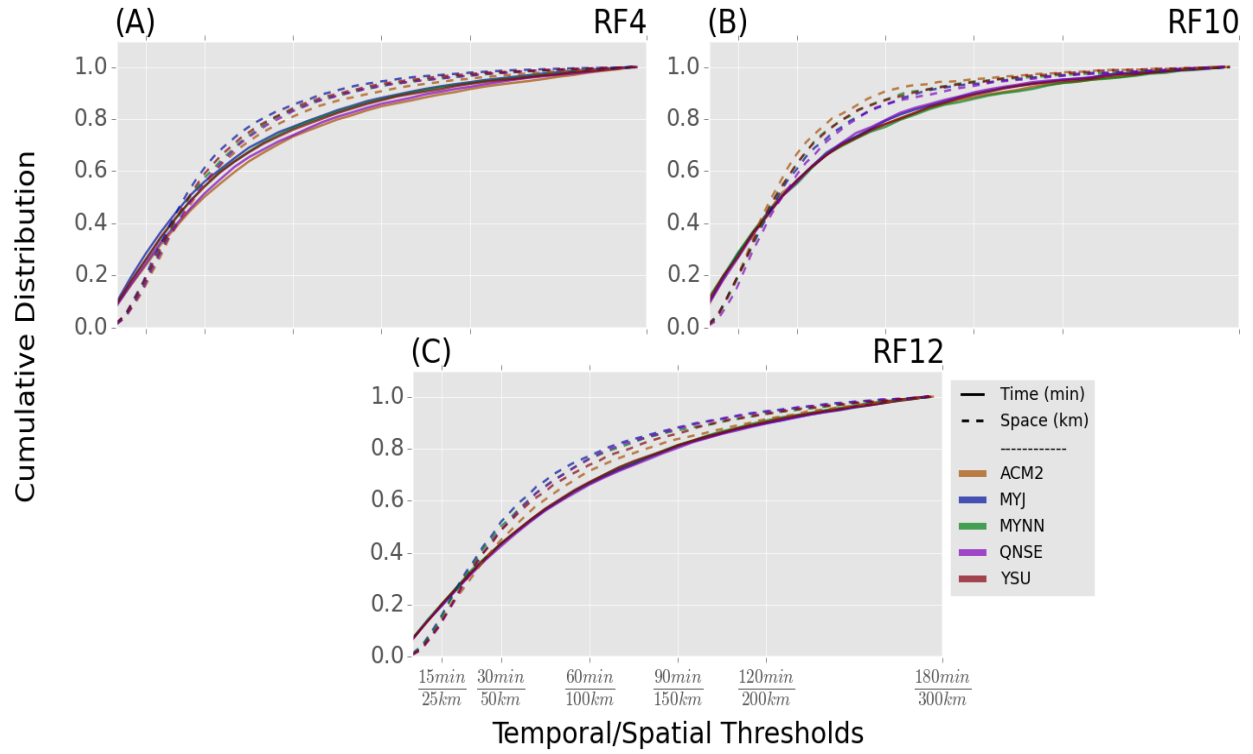 (A) RF4
1.0
0.8
0.6
0.4
0.2
0.0
(B) RF10
1.0
0.8
0.6
0.4
0.2
0.0
Cumulative Distribution
(C) RF12
1.0
0.8
0.6
0.4
0.2
0.0
15min 30min 60min 90min 120min 180min
25km 50km 100km 150km 200km 300km
Temporal/Spatial Thresholds
Time (min)
Space (km)
------------
ACM2
MYJ
MYNN
QNSE
YSU